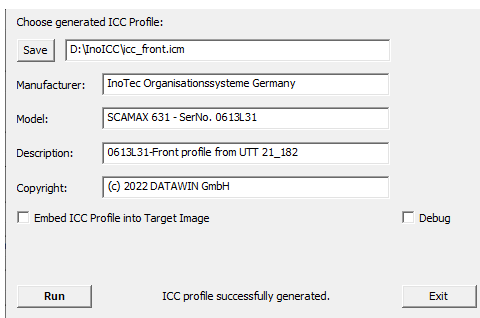 Choose generated ICC Profile:
Save D:\InoICC\icc_front.icm
Manufacturer: InoTec Organisationssysteme Germany
Model: SCAMAX 631 - SerNo. 0613L31
Description: 0613L31-Front profile from UTT 21_182
Copyright: (c) 2022 DATAWIN GmbH
Embed ICC Profile into Target Image Debug
Run ICC profile successfully generated. Exit